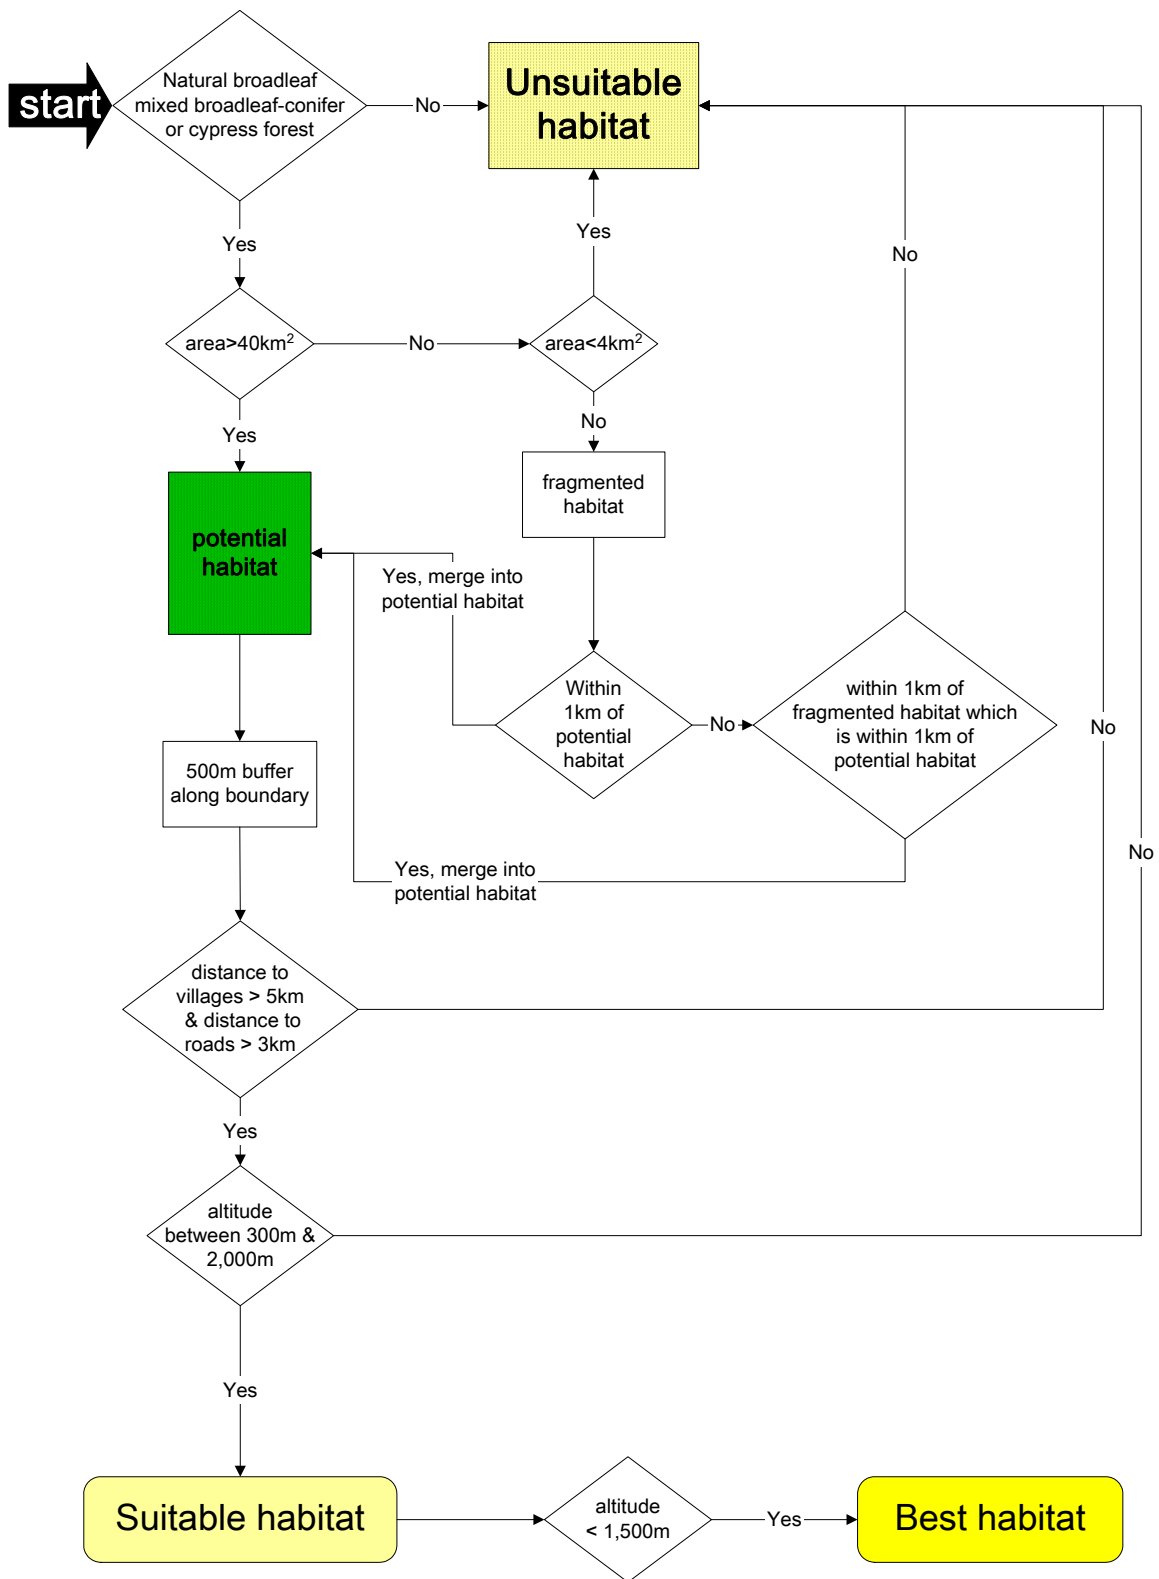 start
Natural broadleaf
mixed broadleaf-conifer
or cypress forest
No
Unsuitable
habitat
Yes
Yes
No
area>40km²
No
area<4km²
Yes
No
fragmented
habitat
potential
habitat
Yes, merge into
potential habitat
Within
1km of
potential
habitat
No
within 1km of
fragmented habitat which
is within 1km of
potential habitat
No
500m buffer
along boundary
Yes, merge into
potential habitat
No
distance to
villages > 5km
& distance to
roads > 3km
Yes
altitude
between 300m &
2,000m
Yes
Suitable habitat
altitude
< 1,500m
Yes
Best habitat